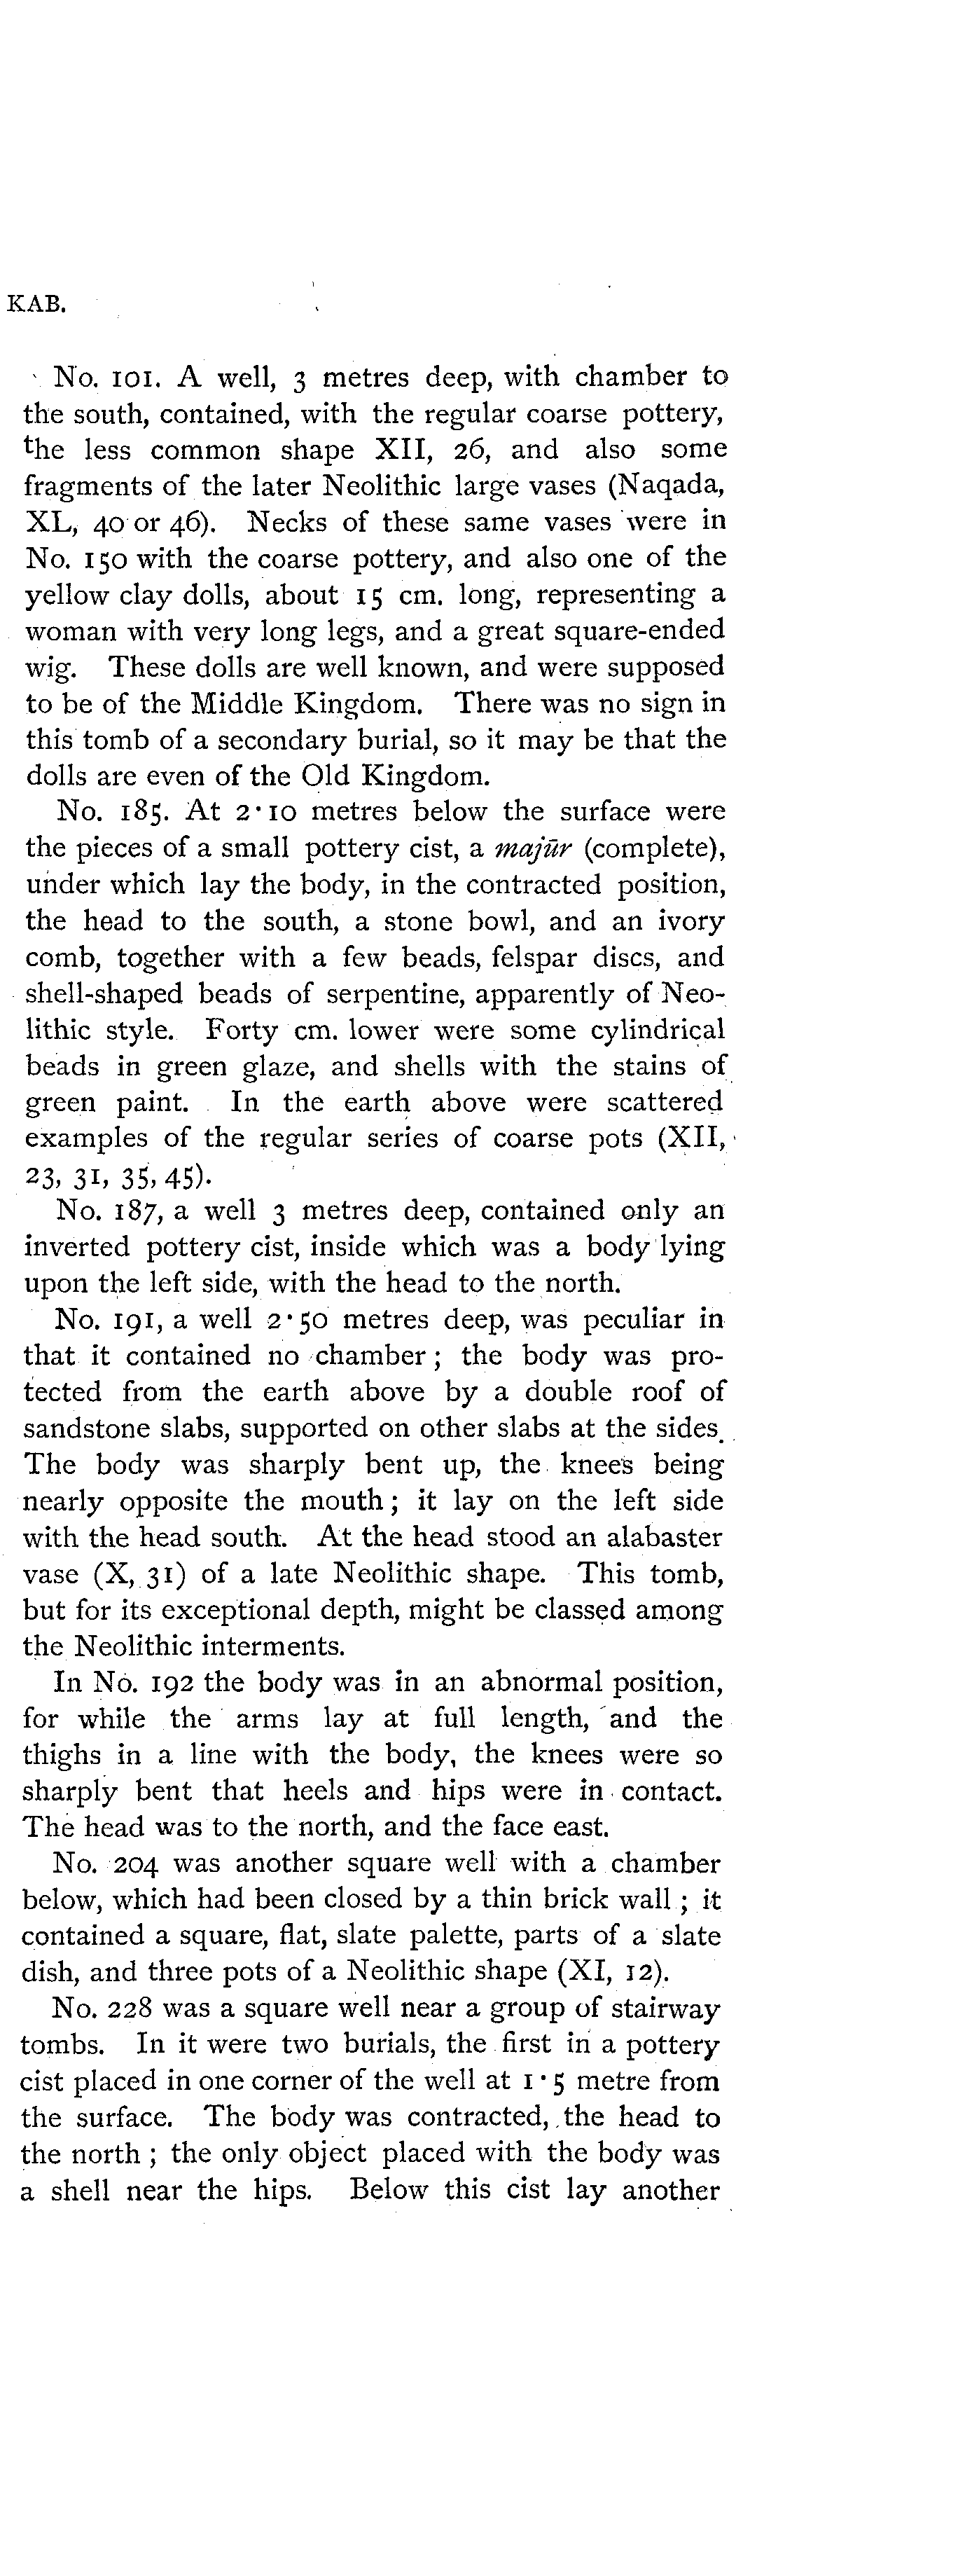 KAB.
No. 101. A well, 3 metres deep, with chamber to
the south, contained, with the regular coarse pottery,
the less common shape XII, 26, and also some
fragments of the later Neolithic large vases (Naqada,
XL, 40 or 46). Necks of these same vases were in
No. 150 with the coarse pottery, and also one of the
yellow clay dolls, about 15 cm. long, representing a
woman with very long legs, and a great square-ended
wig. These dolls are well known, and were supposed
to be of the Middle Kingdom. There was no sign in
this tomb of a secondary burial, so it may be that the
dolls are even of the Old Kingdom.
No. 185. At 2·10 metres below the surface were
the pieces of a small pottery cist, a majūr (complete),
under which lay the body, in the contracted position,
the head to the south, a stone bowl, and an ivory
comb, together with a few beads, felspar discs, and
shell-shaped beads of serpentine, apparently of Neo-
lithic style. Forty cm. lower were some cylindrical
beads in green glaze, and shells with the stains of
green paint. In the earth above were scattered
examples of the regular series of coarse pots (XII,
23, 31, 35, 45).
No. 187, a well 3 metres deep, contained only an
inverted pottery cist, inside which was a body lying
upon the left side, with the head to the north.
No. 191, a well 2·50 metres deep, was peculiar in
that it contained no chamber ; the body was pro-
tected from the earth above by a double roof of
sandstone slabs, supported on other slabs at the sides.
The body was sharply bent up, the knees being
nearly opposite the mouth ; it lay on the left side
with the head south. At the head stood an alabaster
vase (X, 31) of a late Neolithic shape. This tomb,
but for its exceptional depth, might be classed among
the Neolithic interments.
In No. 192 the body was in an abnormal position,
for while the arms lay at full length, and the
thighs in a line with the body, the knees were so
sharply bent that heels and hips were in contact.
The head was to the north, and the face east.
No. 204 was another square well with a chamber
below, which had been closed by a thin brick wall ; it
contained a square, flat, slate palette, parts of a slate
dish, and three pots of a Neolithic shape (XI, 12).
No. 228 was a square well near a group of stairway
tombs. In it were two burials, the first in a pottery
cist placed in one corner of the well at 1·5 metre from
the surface. The body was contracted, the head to
the north ; the only object placed with the body was
a shell near the hips. Below this cist lay another